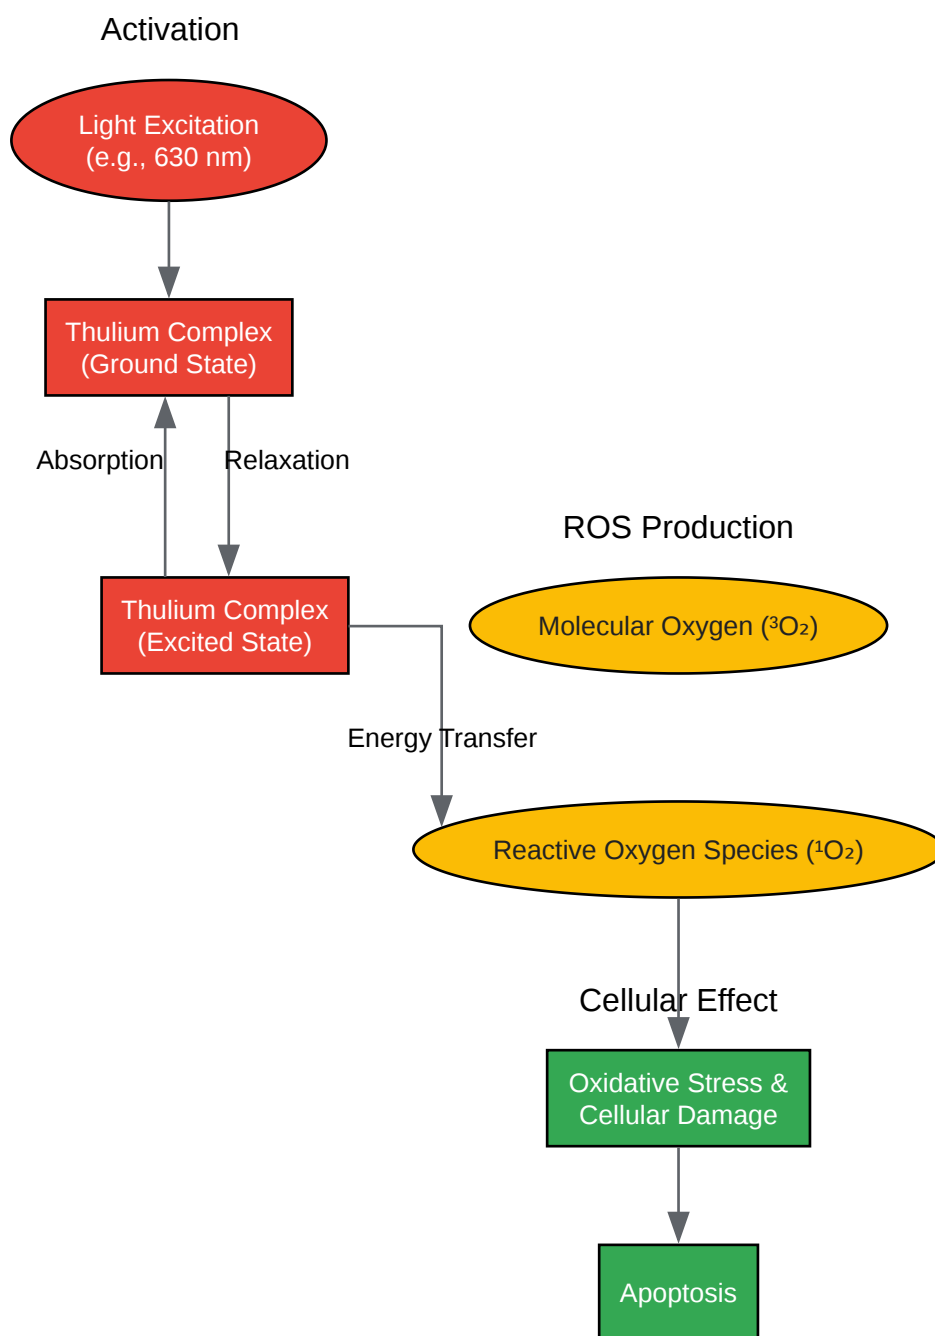 Activation
Light Excitation
(e.g., 630 nm)
Thulium Complex
(Ground State)
Absorption
Relaxation
Thulium Complex
(Excited State)
ROS Production
Molecular Oxygen (³O₂)
Energy Transfer
Reactive Oxygen Species (¹O₂)
Cellular Effect
Oxidative Stress &
Cellular Damage
Apoptosis